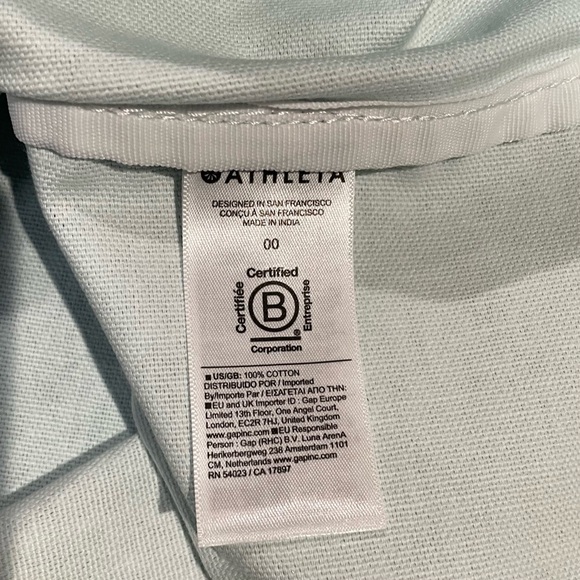 ATHLETA
DESIGNED IN SAN FRANCISCO
CONÇU À SAN FRANCISCO
MADE IN INDIA
00
Certified
Certifiée
B
Entreprise
®
Corporation
■ US/GB: 100% COTTON
DISTRIBUIDO POR / Imported
By/Importe Par / ΕΙΣΑΓΕΤΑΙ ΑΠΟ ΤΗΝ:
■ EU and UK Importer ID : Gap Europe
Limited 13th Floor, One Angel Court,
London, EC2R 7HJ, United Kingdom
www.gapinc.com ■ EU Responsible
Person : Gap (RHC) B.V. Luna ArenA
Herikerbergweg 238 Amsterdam 1101
CM, Netherlands www.gapinc.com
RN 54023 / CA 17897